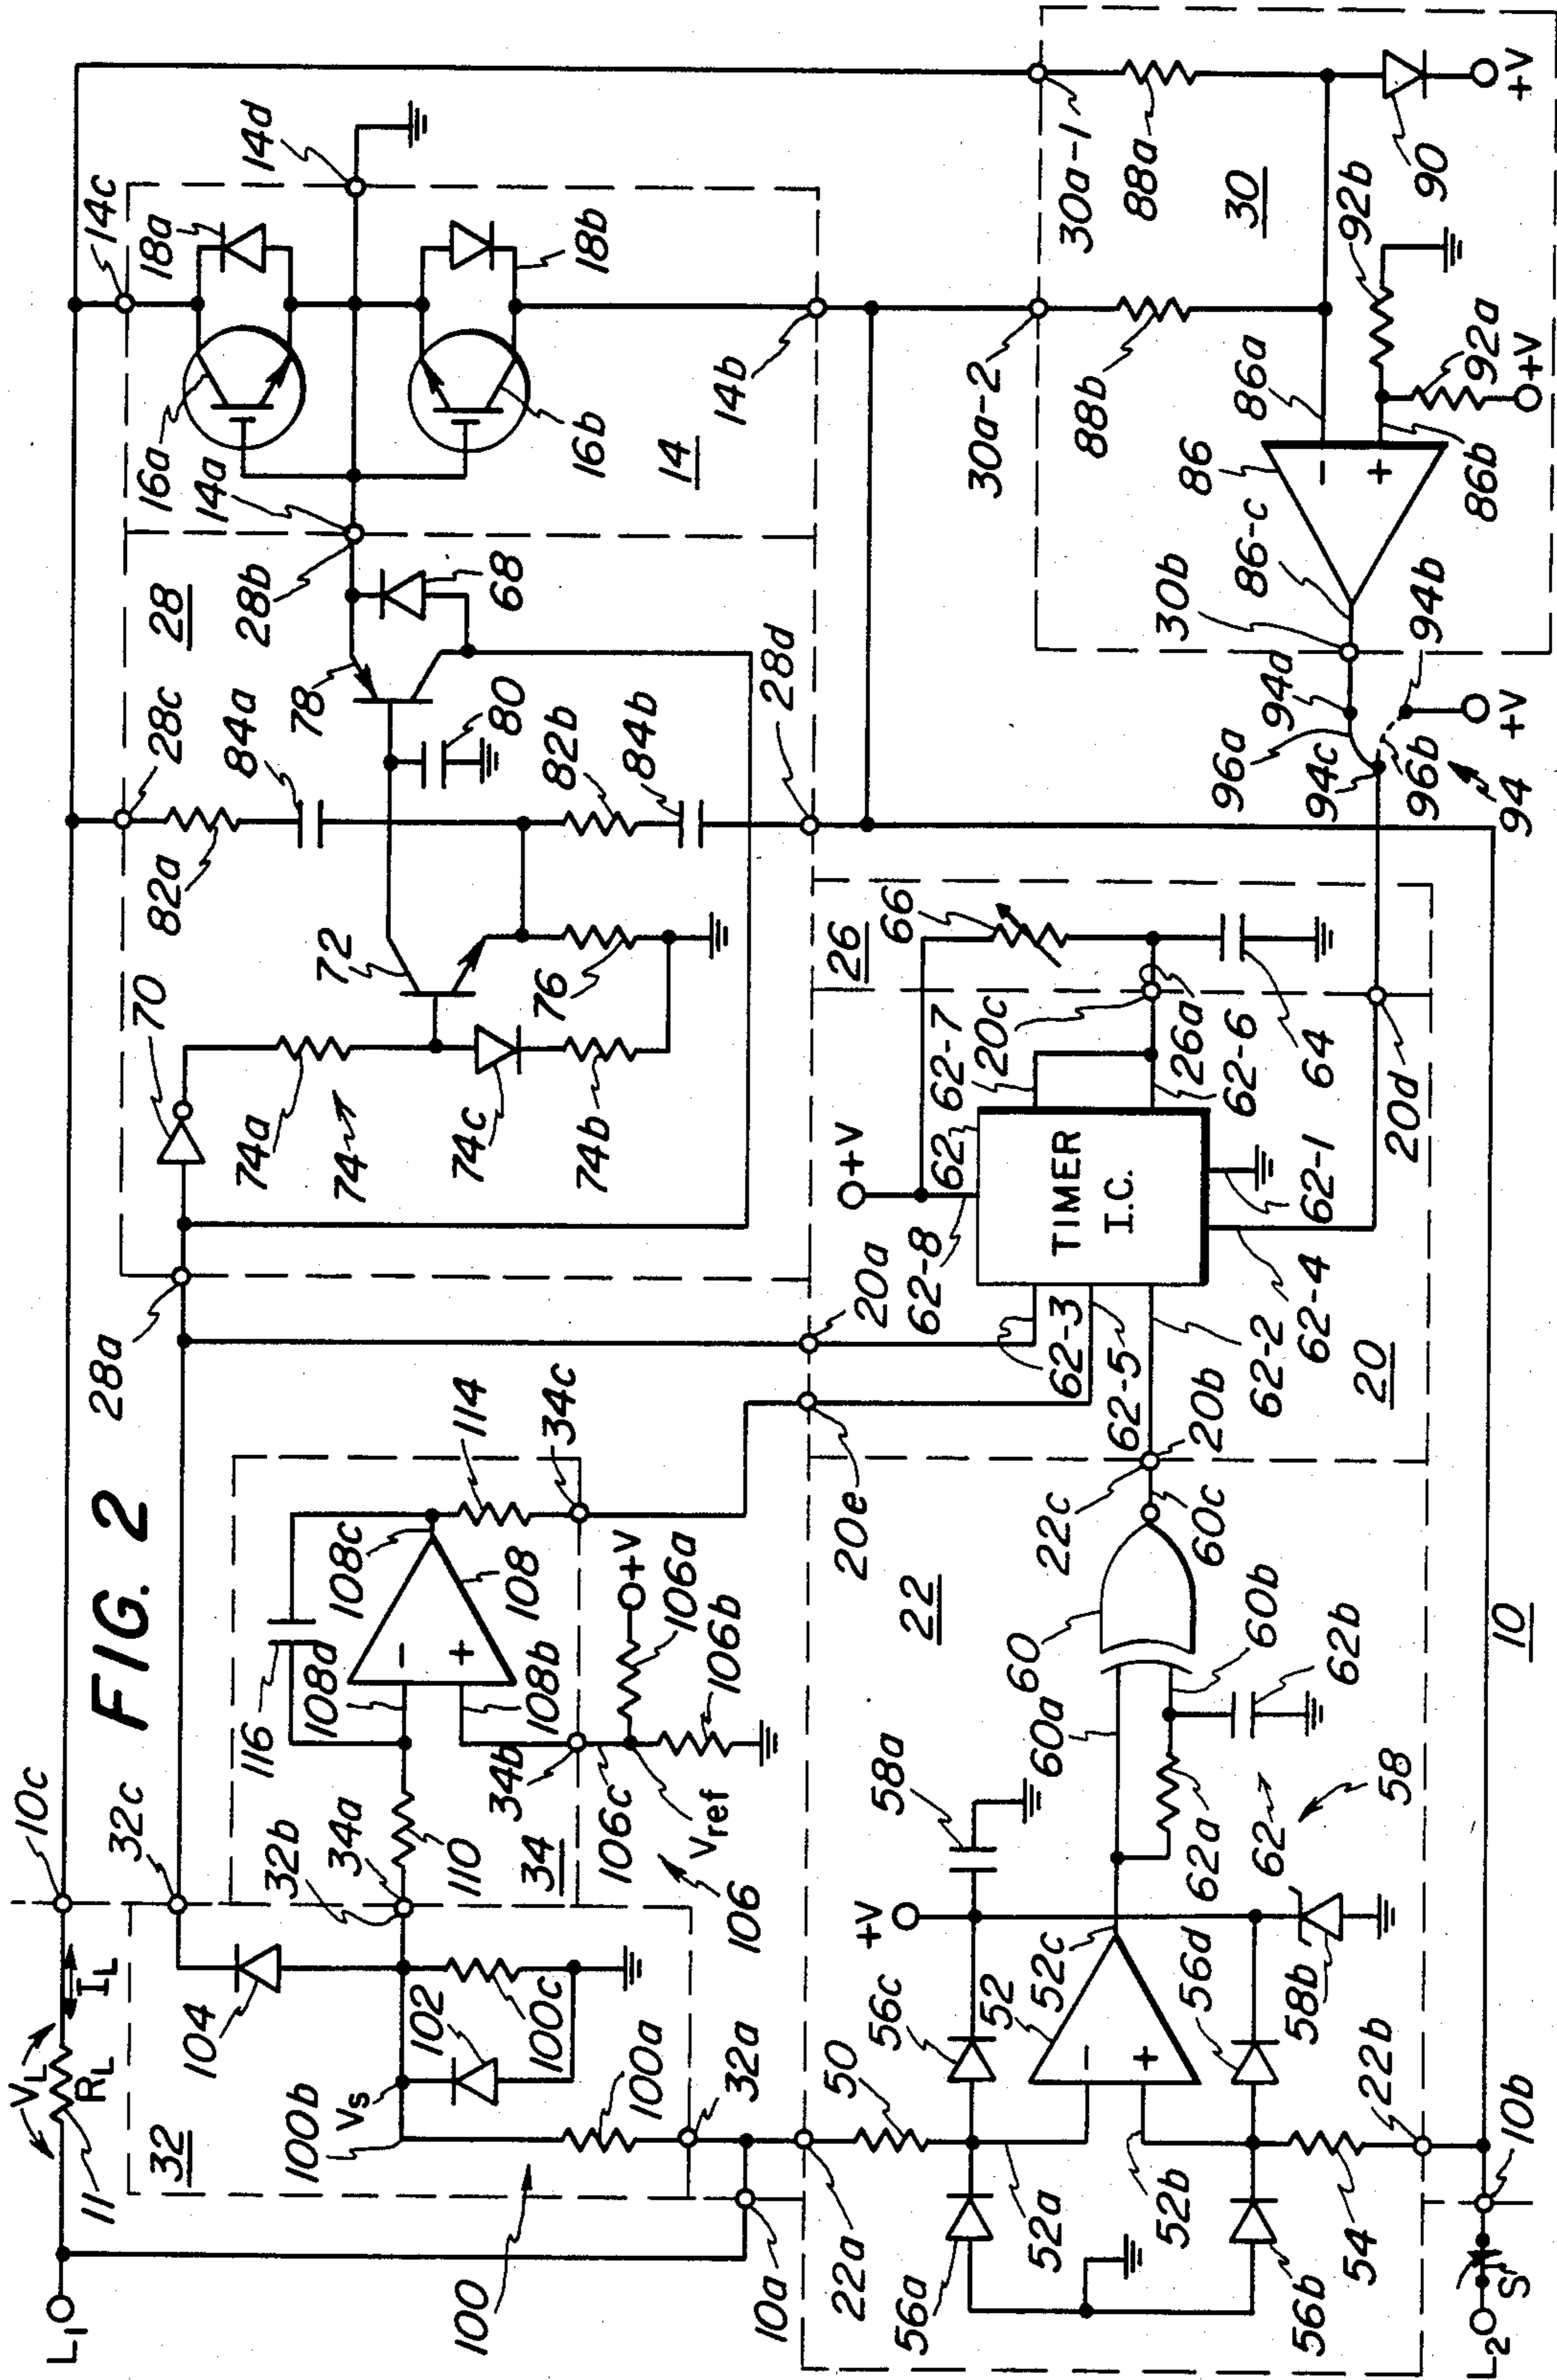 FIG. 2
L1
VL
RL
11
IL
10c
32c
14c
32
104
28a
70
28c
18a
14d
100b
Vs
102
100c
32b
34a
110
34
116
108d
108c
108
108b
114
34c
34b
106c
Vref
106
106a
106b
+V
74a
74
74c
74b
72
76
82a
84a
78
80
82b
84b
28
28b
68
28d
16a
14a
16b
14
18b
14b
100
100a
32a
10a
22a
50
56a
52a
56c
52
52c
52b
56b
54
56d
58b
22b
+V
58a
60a
60
60b
62a
62
62b
58
22
22c
60c
20b
20e
20a
62-8
+V
62
62-7
20c
26
66
TIMER
I.C.
62-3
62-5
62-2
62-4
62-1
26a
62-6
64
20
20d
30a-2
30a-1
88b
88a
30
86
86a
92b
90
+V
92a
+V
86b
86-c
30b
94a
94b
96a
94c
96b
94
+V
L2
S
10b
10